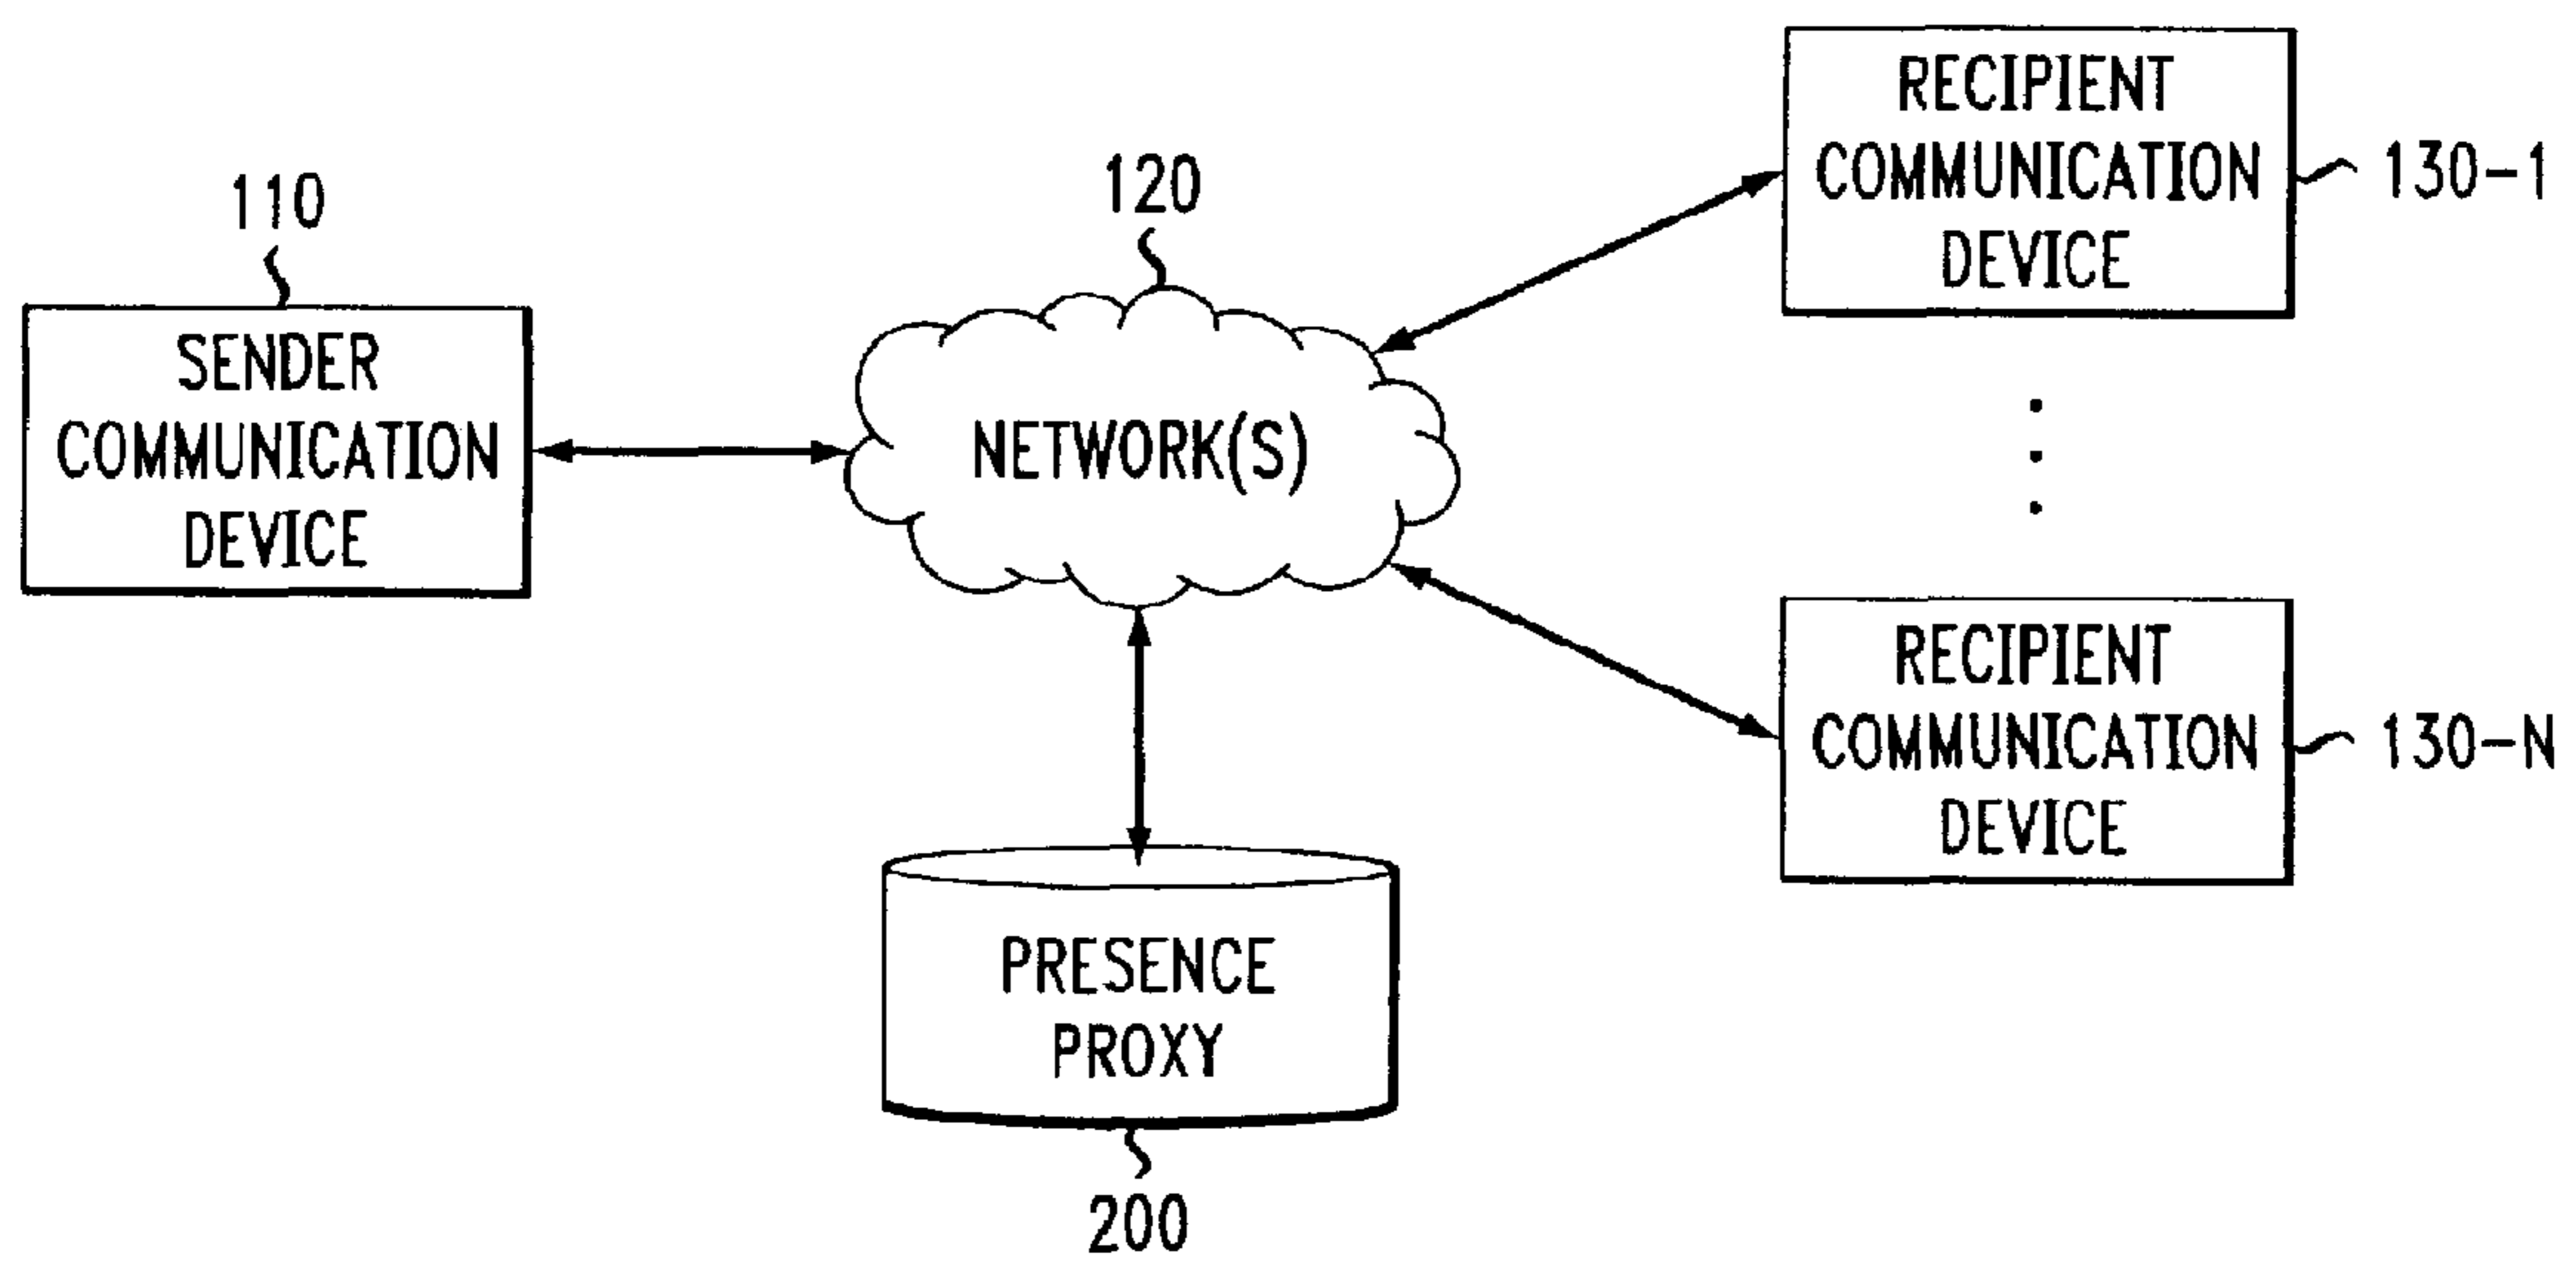 110
SENDER
COMMUNICATION
DEVICE
120
NETWORK(S)
RECIPIENT
COMMUNICATION
DEVICE
130-1
RECIPIENT
COMMUNICATION
DEVICE
130-N
PRESENCE
PROXY
200